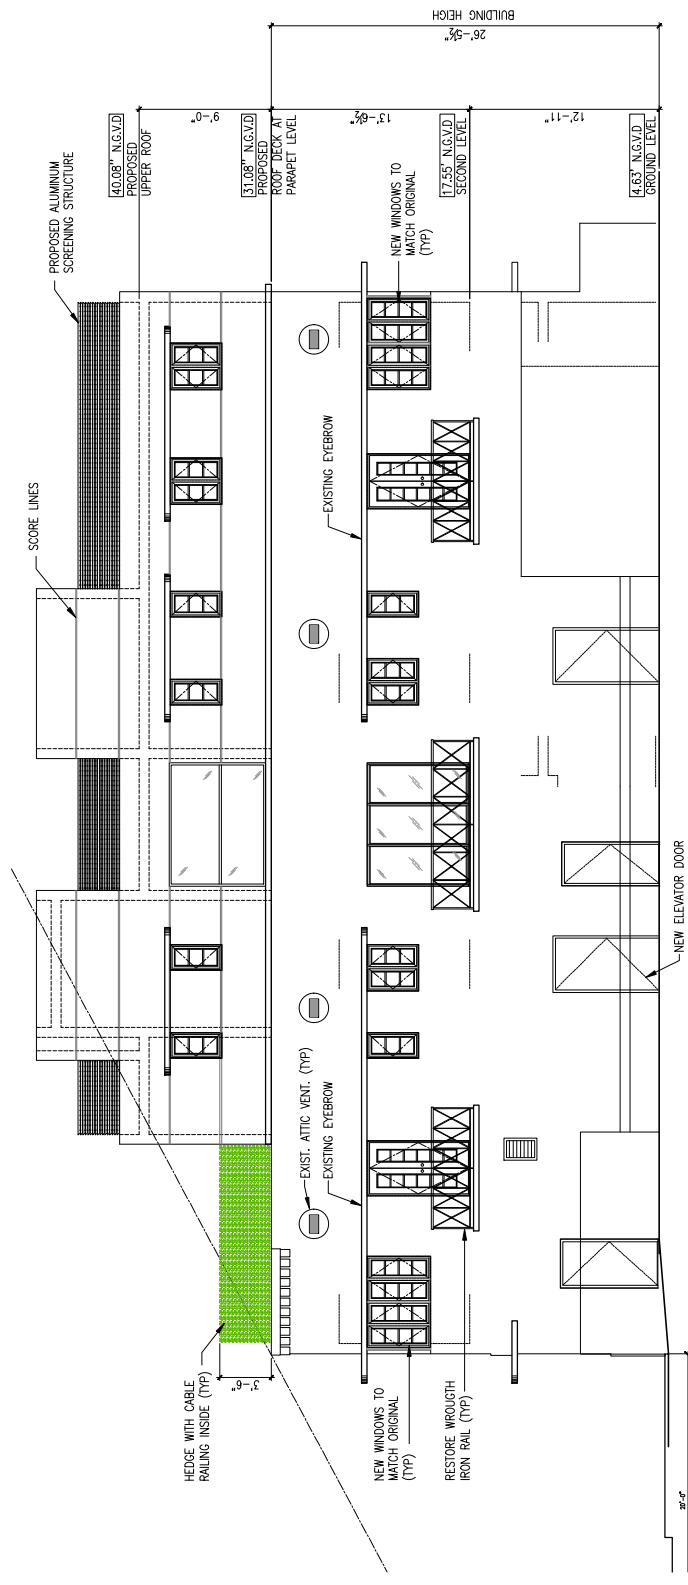 BUILDING HEIGH
26'-5½"
9'-0"
13'-6½"
12'-11"
40.08" N.G.V.D
PROPOSED
UPPER ROOF
31.08" N.G.V.D
PROPOSED
ROOF DECK AT
PARAPET LEVEL
17.55' N.G.V.D
SECOND LEVEL
4.63' N.G.V.D
GROUND LEVEL
PROPOSED ALUMINUM
SCREENING STRUCTURE
NEW WINDOWS TO
MATCH ORIGINAL
(TYP)
SCORE LINES
EXISTING EYEBROW
NEW ELEVATOR DOOR
EXIST. ATTIC VENT. (TYP)
EXISTING EYEBROW
HEDGE WITH CABLE
RAILING INSIDE (TYP)
3'-6"
NEW WINDOWS TO
MATCH ORIGINAL
(TYP)
RESTORE WROUGTH
IRON RAIL (TYP)
20'-0"